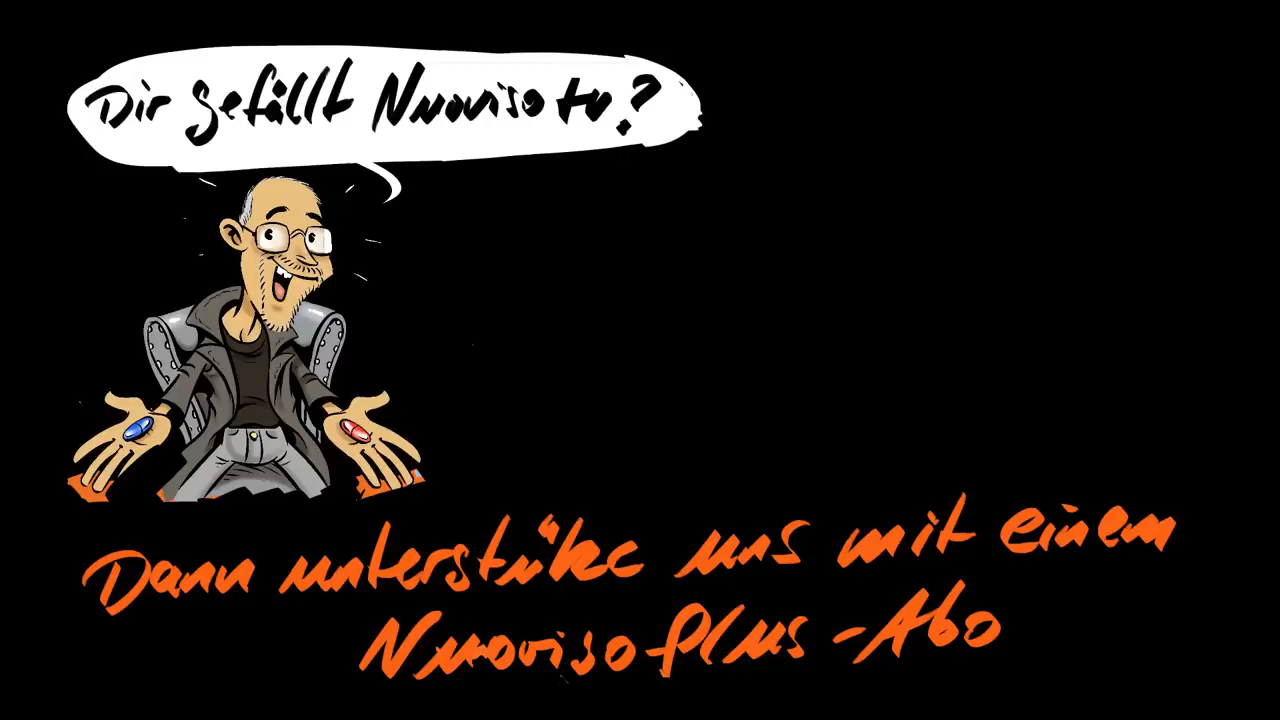 Dir gefällt Nuoviso tv?
Dann unterstütze uns mit einem
Nuovisoplus-Abo